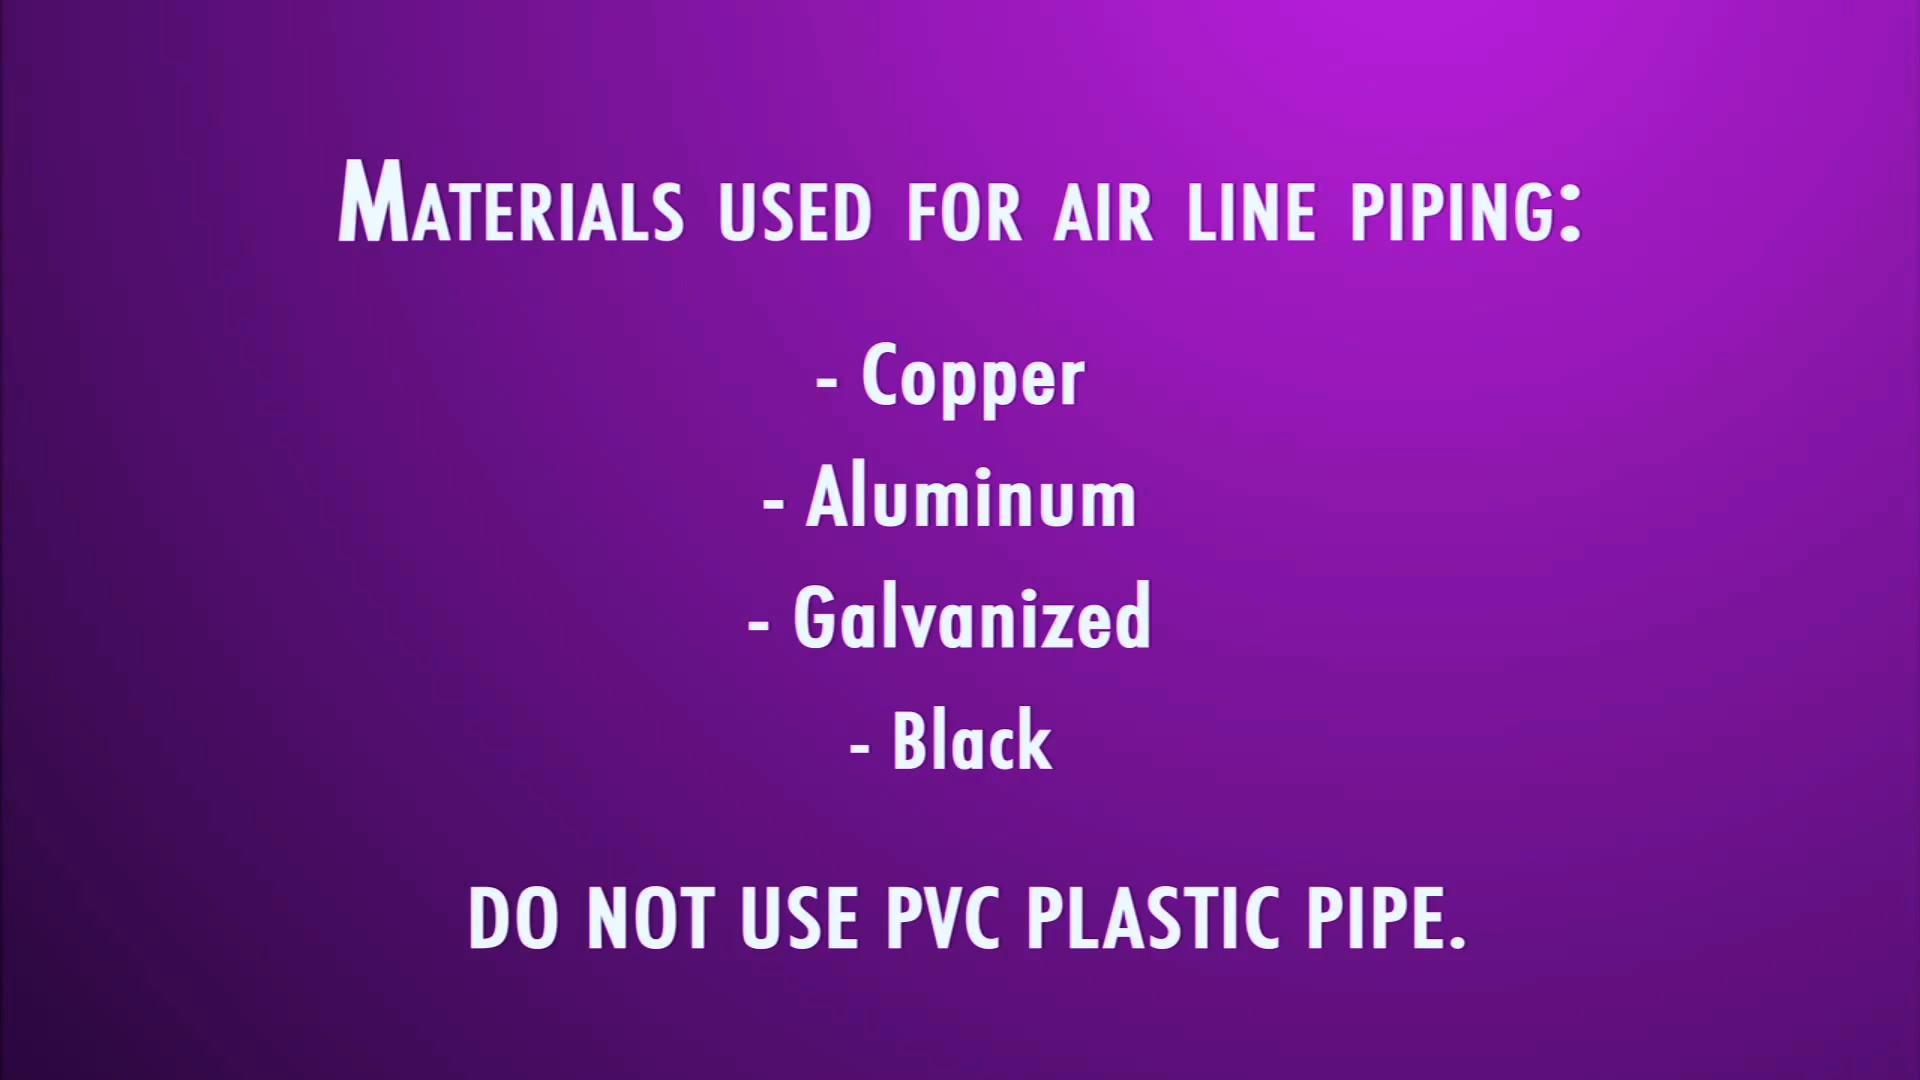 Materials used for air line piping:
- Copper
- Aluminum
- Galvanized
- Black
DO NOT USE PVC PLASTIC PIPE.